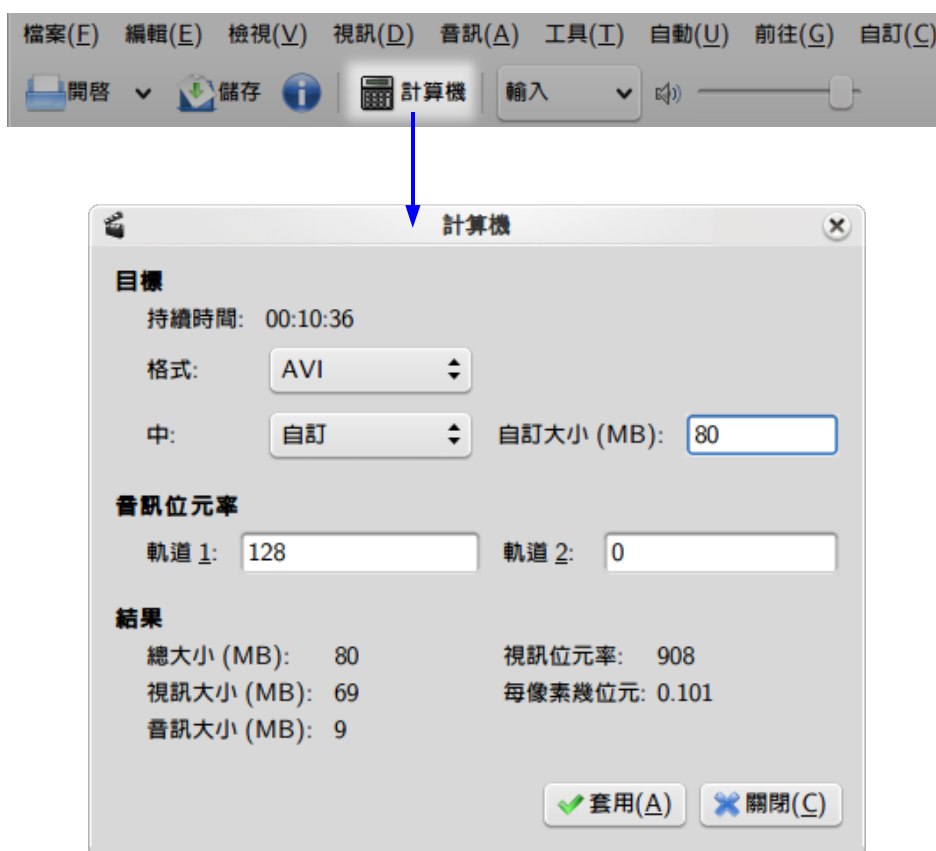 檔案(F) 編輯(E) 檢視(V) 視訊(D) 音訊(A) 工具(T) 自動(U) 前往(G) 自訂(C)
開啓 儲存 計算機 輸入
計算機
目標
持續時間: 00:10:36
格式: AVI
中: 自訂 自訂大小 (MB): 80
音訊位元率
軌道 1: 128 軌道 2: 0
結果
總大小 (MB): 80 視訊位元率: 908
視訊大小 (MB): 69 每像素幾位元: 0.101
音訊大小 (MB): 9
套用(A) 關閉(C)